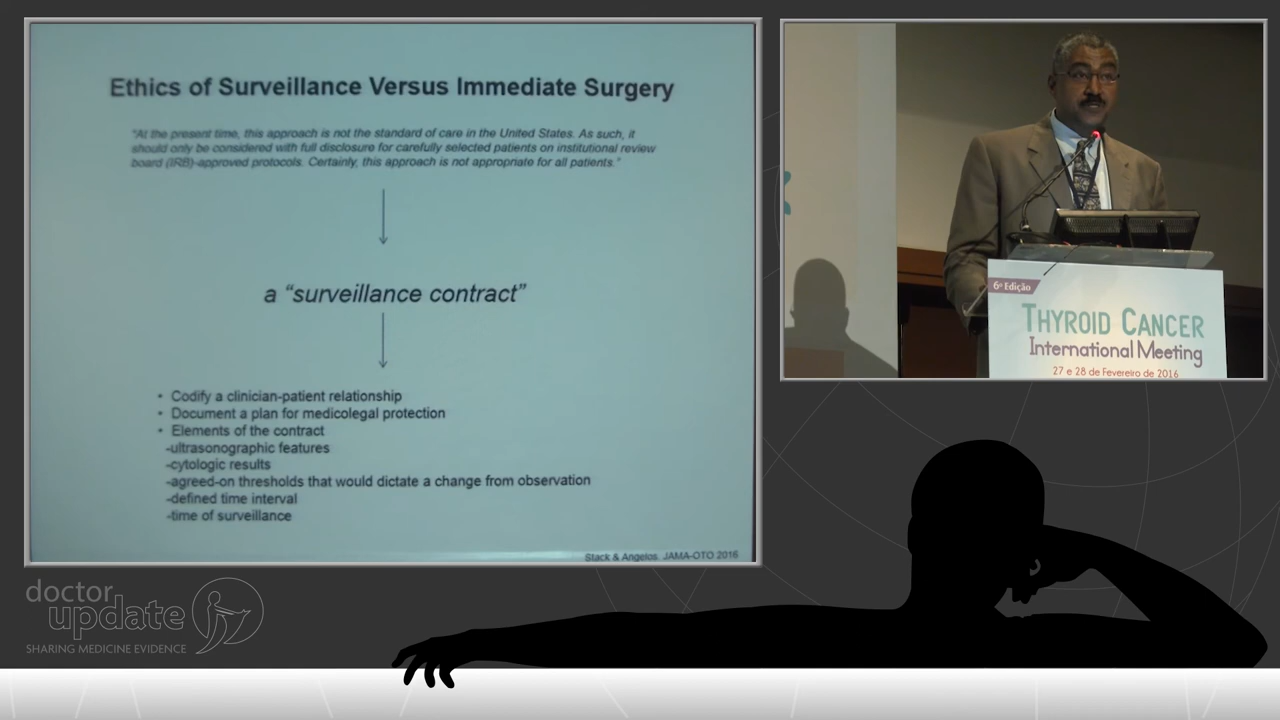 Ethics of Surveillance Versus Immediate Surgery
"At the present time, this approach is not the standard of care in the United States. As such, it
should only be considered with full disclosure for carefully selected patients on institutional review
board (IRB)-approved protocols. Certainly, this approach is not appropriate for all patients."
a "surveillance contract"
• Codify a clinician-patient relationship
• Document a plan for medicolegal protection
• Elements of the contract
-ultrasonographic features
-cytologic results
-agreed-on thresholds that would dictate a change from observation
-defined time interval
-time of surveillance
Stack & Angelos. JAMA-OTO 2016
6ª Edição
THYROID CANCER
International Meeting
27 e 28 de Fevereiro de 2016
doctor
update
SHARING MEDICINE EVIDENCE